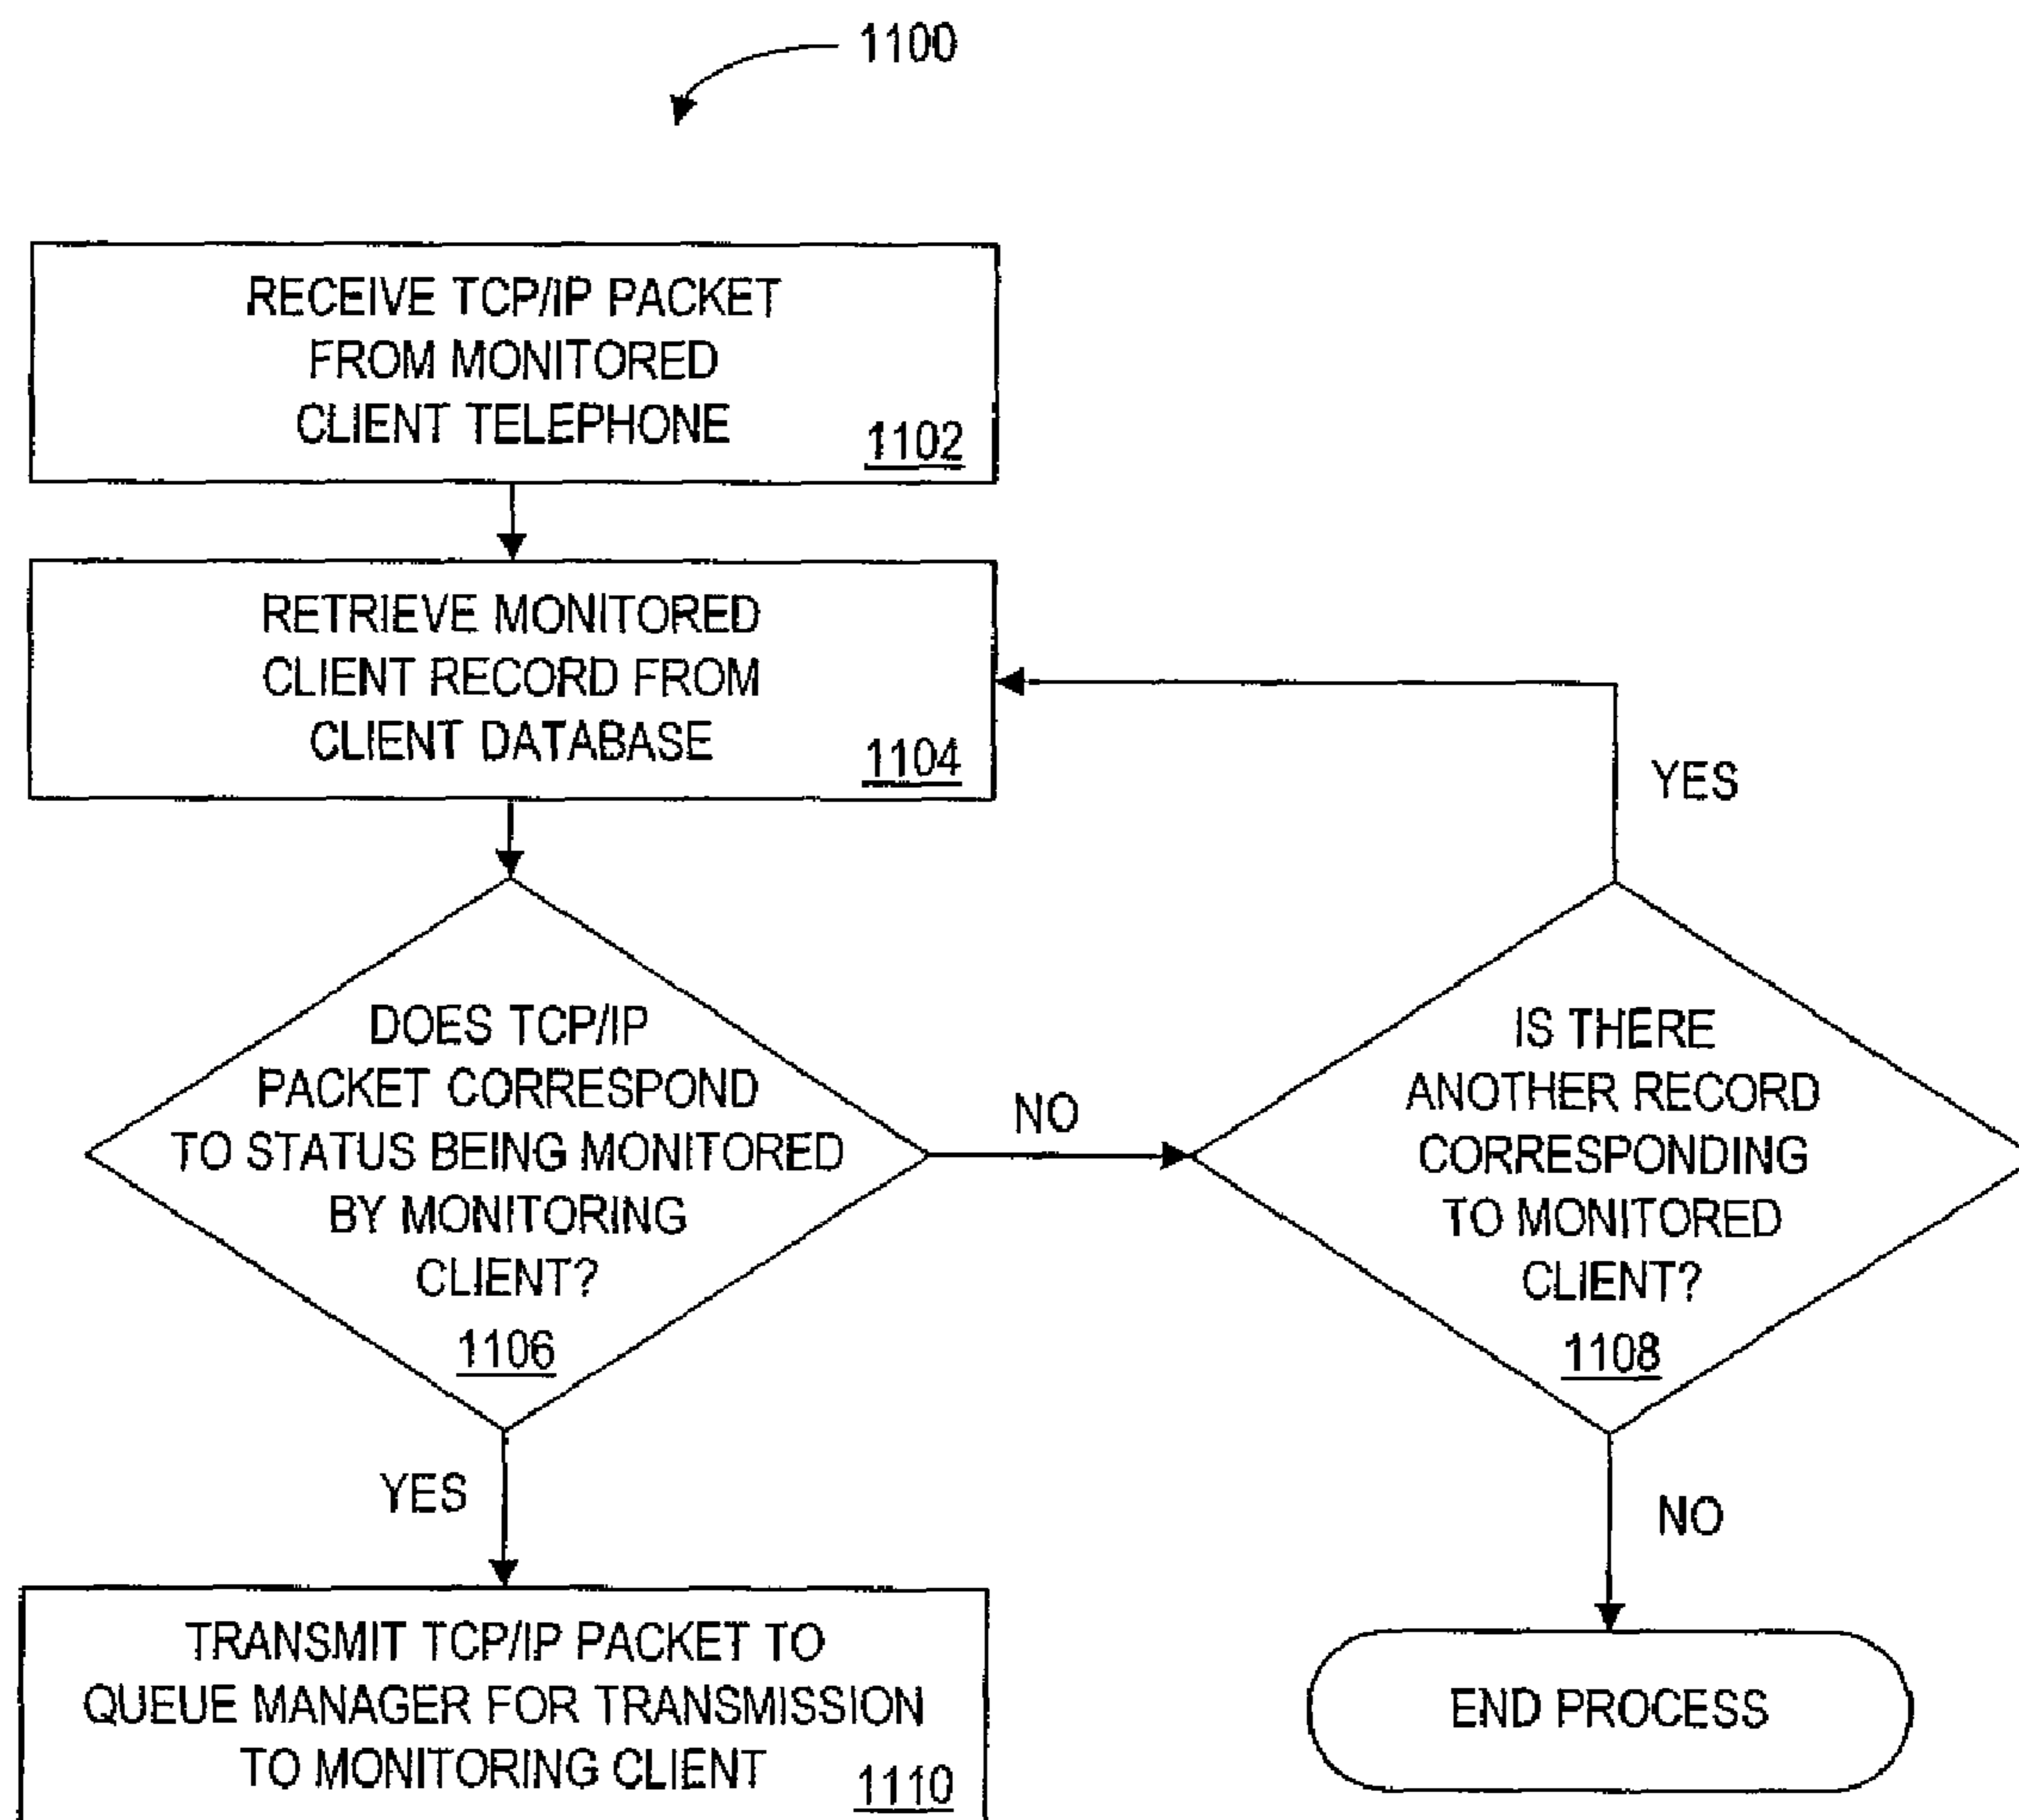 1100
RECEIVE TCP/IP PACKET
FROM MONITORED
CLIENT TELEPHONE
1102
RETRIEVE MONITORED
CLIENT RECORD FROM
CLIENT DATABASE
1104
YES
DOES TCP/IP
PACKET CORRESPOND
TO STATUS BEING MONITORED
BY MONITORING
CLIENT?
1106
NO
IS THERE
ANOTHER RECORD
CORRESPONDING
TO MONITORED
CLIENT?
1108
YES
NO
TRANSMIT TCP/IP PACKET TO
QUEUE MANAGER FOR TRANSMISSION
TO MONITORING CLIENT
1110
END PROCESS